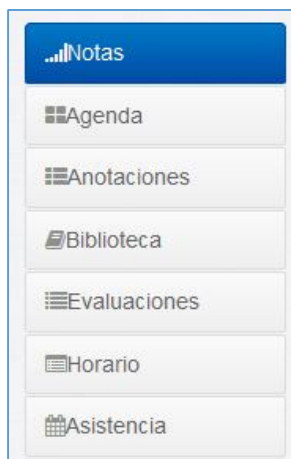 Notas
Agenda
Anotaciones
Biblioteca
Evaluaciones
Horario
Asistencia